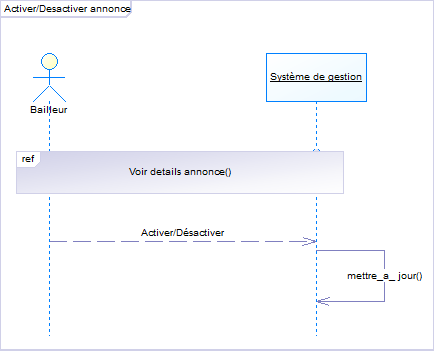 Activer/Desactiver annonce
Système de gestion
Bailleur
ref
Voir details annonce()
Activer/Désactiver
mettre_a_ jour()